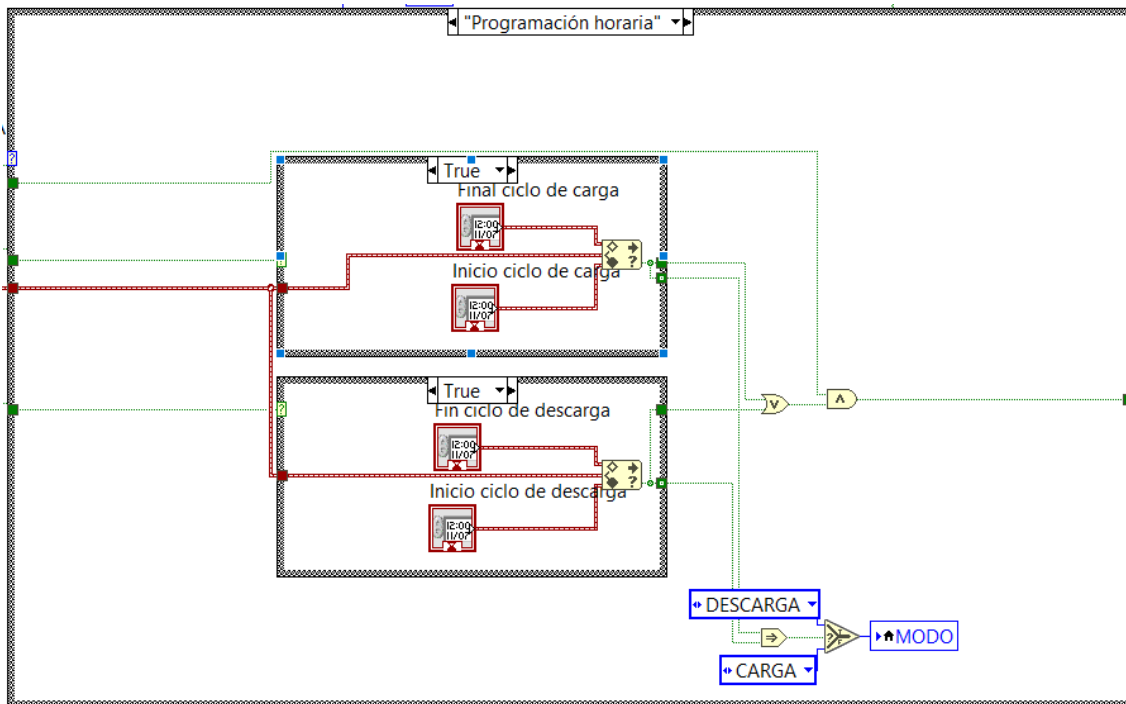 "Programación horaria"
True
Final ciclo de carga
12:00
11/07
?
Inicio ciclo de carga
12:00
11/07
True
Fin ciclo de descarga
12:00
11/07
?
Inicio ciclo de descarga
12:00
11/07
V
Λ
DESCARGA
?
MODO
CARGA